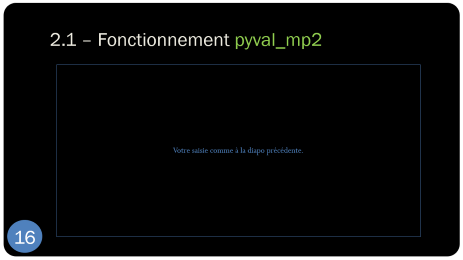 2.1 – Fonctionnement pyval_mp2
Votre saisie comme à la diapo précédente.
16